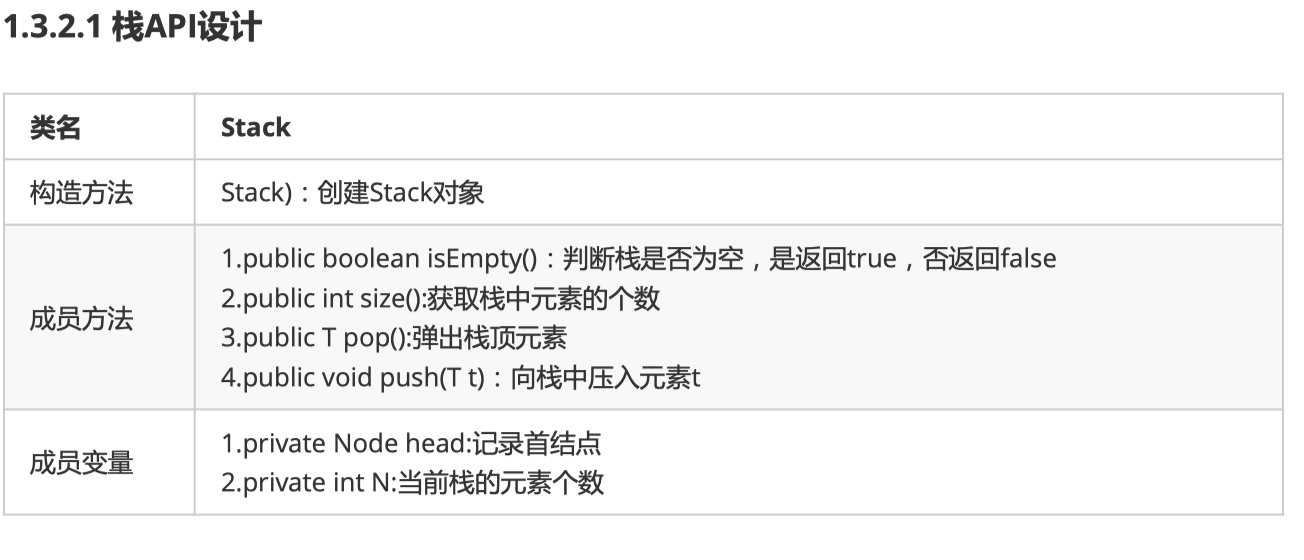 1.3.2.1 栈API设计
类名
Stack
构造方法
Stack)：创建Stack对象
成员方法
1.public boolean isEmpty()：判断栈是否为空，是返回true，否返回false
2.public int size():获取栈中元素的个数
3.public T pop():弹出栈顶元素
4.public void push(T t)：向栈中压入元素t
成员变量
1.private Node head:记录首结点
2.private int N:当前栈的元素个数